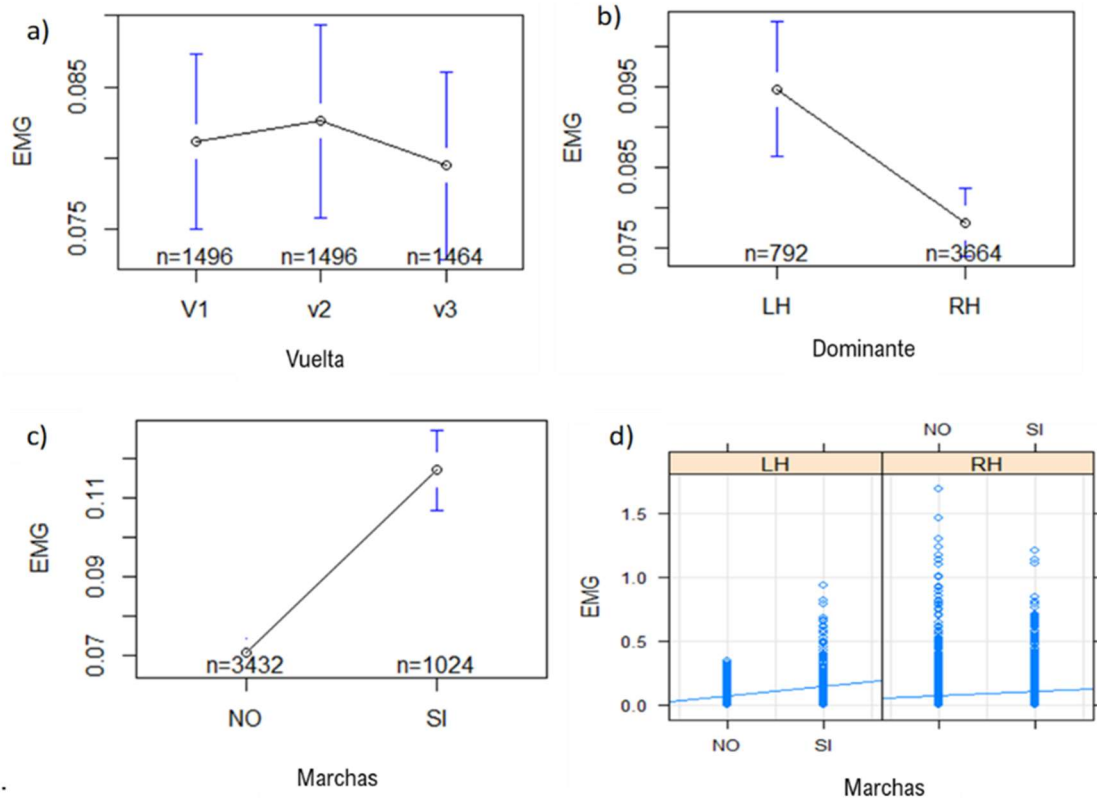 a)
EMG
0.085
0.075
n=1496 n=1496 n=1464
V1 v2 v3
Vuelta
b)
EMG
0.095
0.085
0.075
n=792 n=3664
LH RH
Dominante
c)
EMG
0.11
0.09
0.07
n=3432 n=1024
NO SI
Marchas
d)
NO SI
LH RH
EMG
1.5
1.0
0.5
0.0
NO SI
Marchas
.